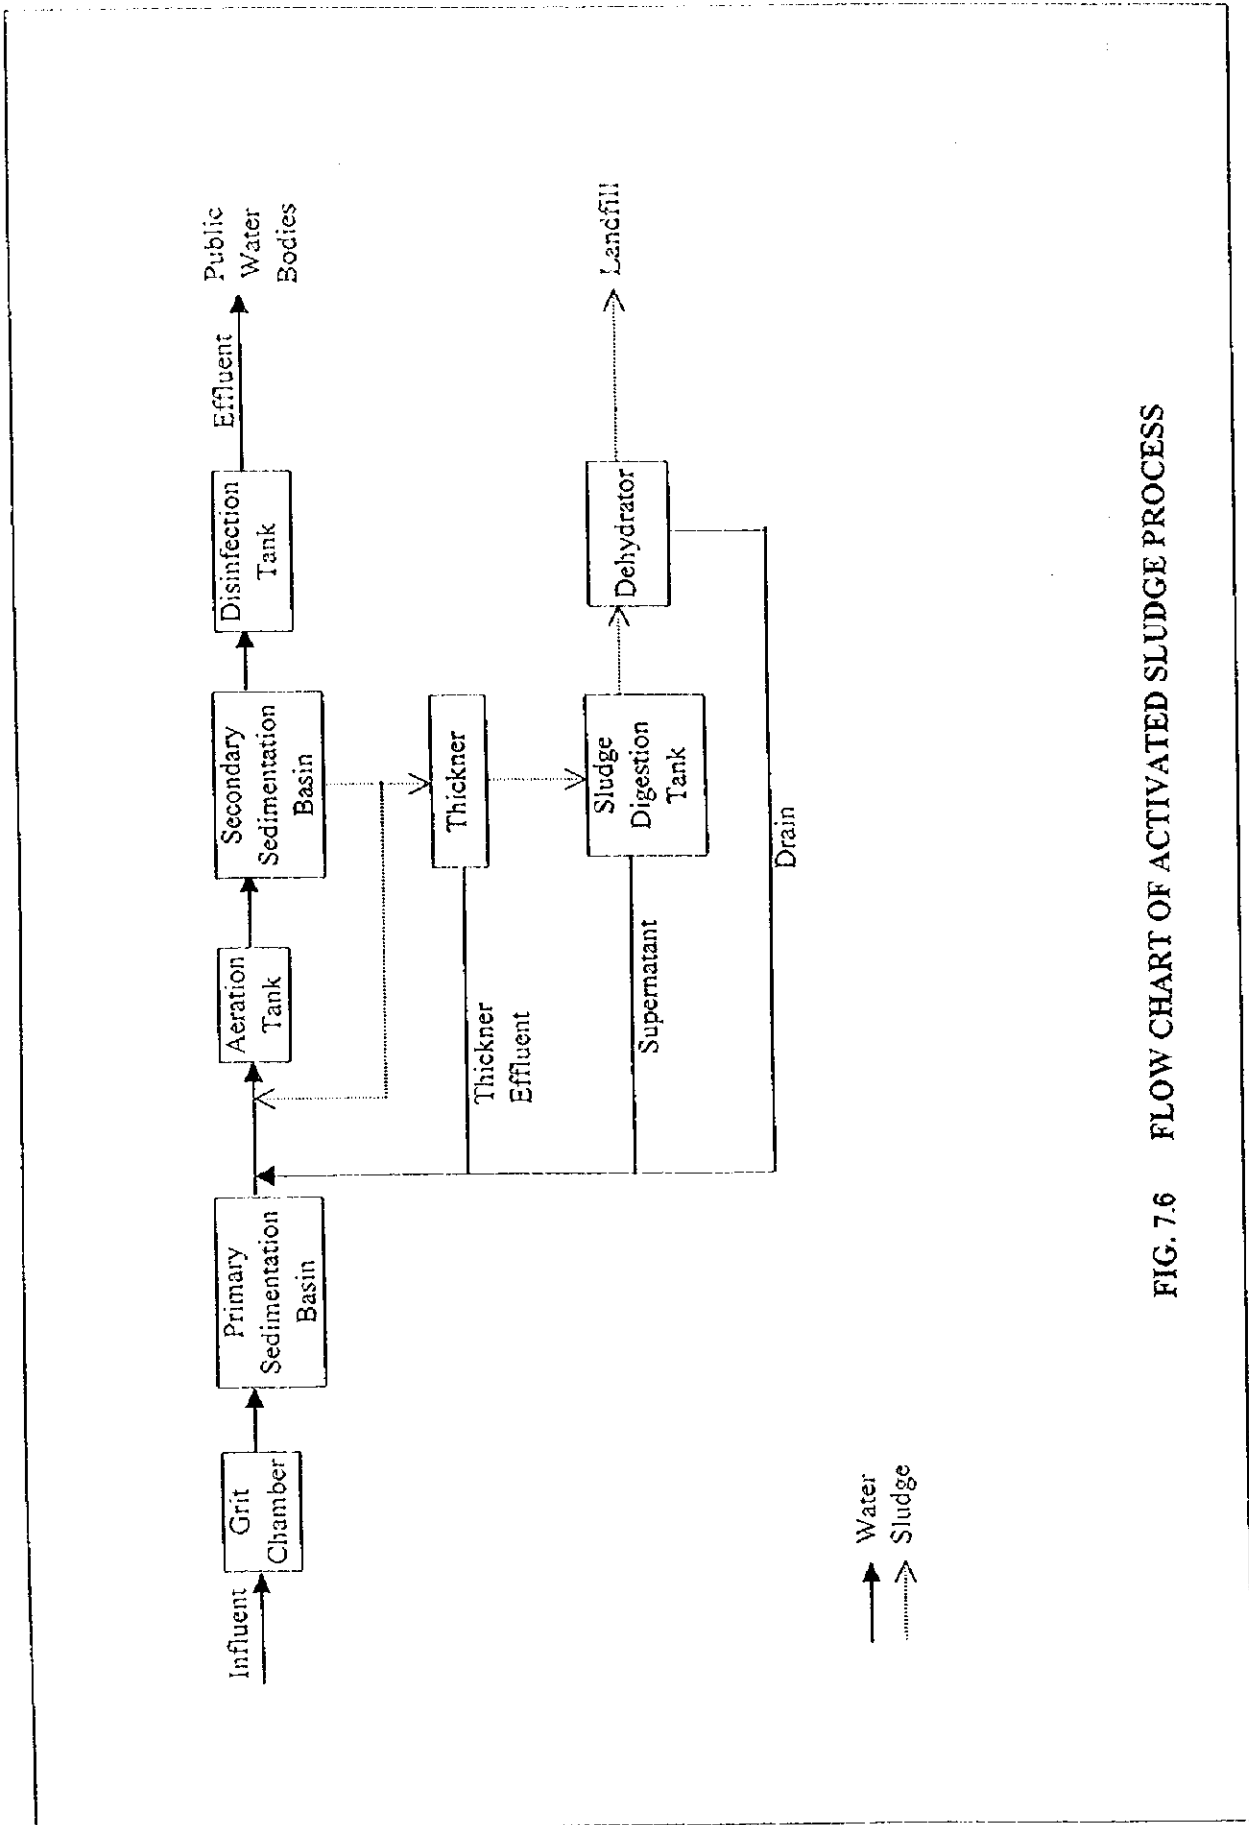 Influent
Grit
Chamber
Primary
Sedimentation
Basin
Aeration
Tank
Secondary
Sedimentation
Basin
Disinfection
Tank
Effluent
Public
Water
Bodies
Thickner
Thickner
Effluent
Sludge
Digestion
Tank
Supernatant
Dehydrator
Landfill
Drain
Water
Sludge
FIG. 7.6 FLOW CHART OF ACTIVATED SLUDGE PROCESS